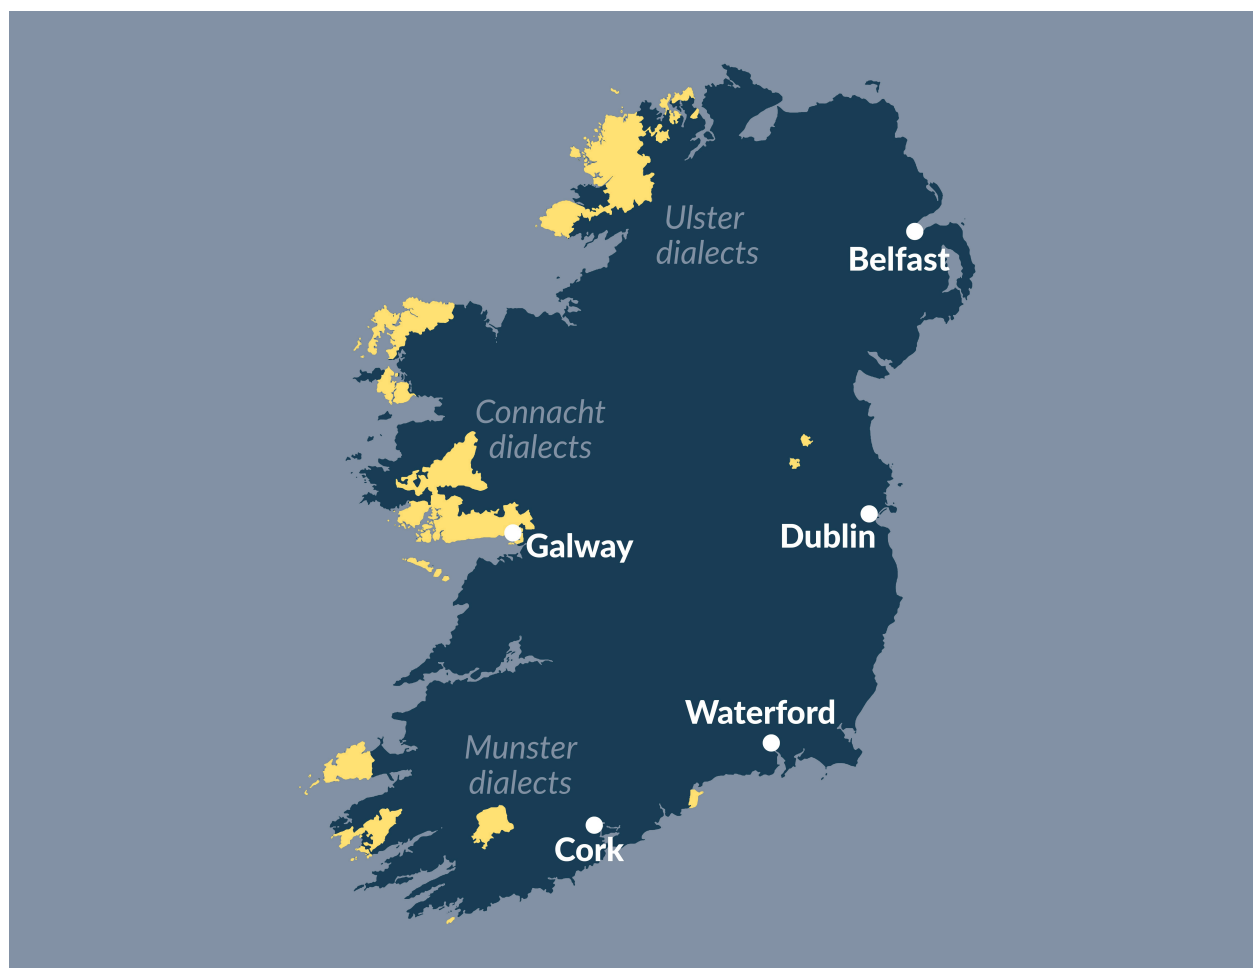 Ulster
dialects
Belfast
Connacht
dialects
Dublin
Galway
Waterford
Munster
dialects
Cork